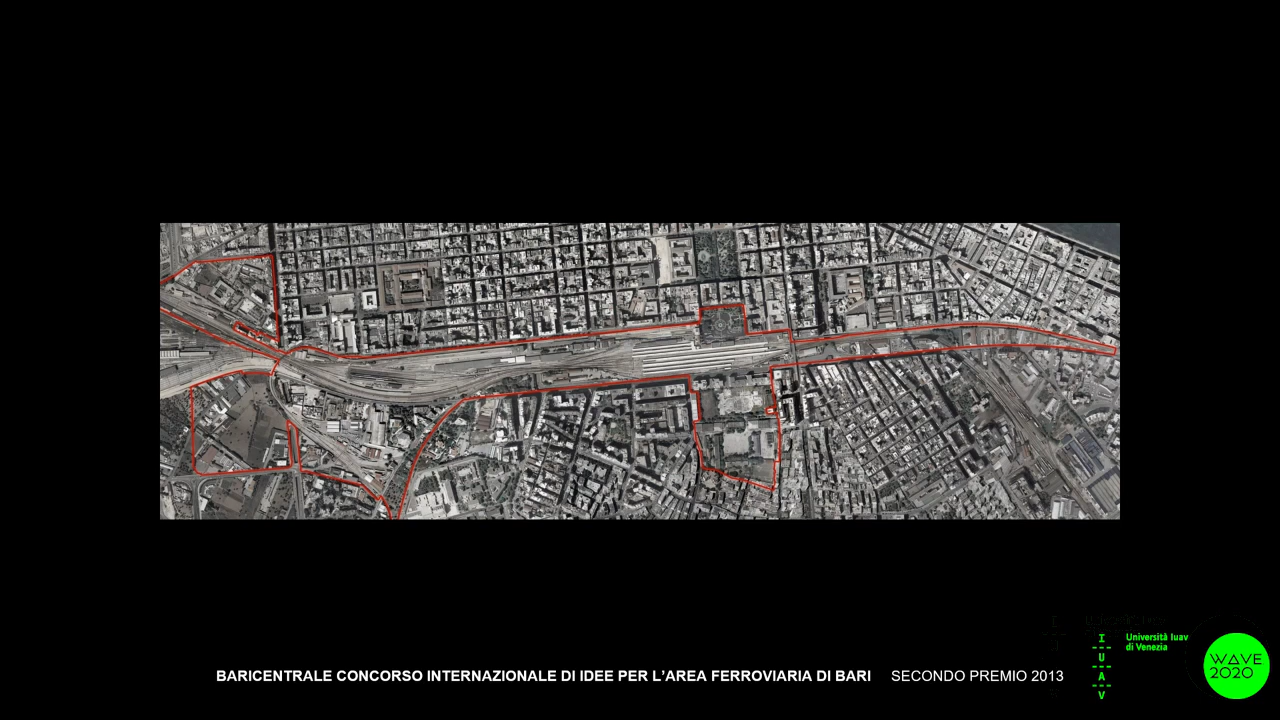 BARICENTRALE CONCORSO INTERNAZIONALE DI IDEE PER L'AREA FERROVIARIA DI BARI SECONDO PREMIO 2013
I
U
A
V
Università Iuav
di Venezia
WAVE
2020